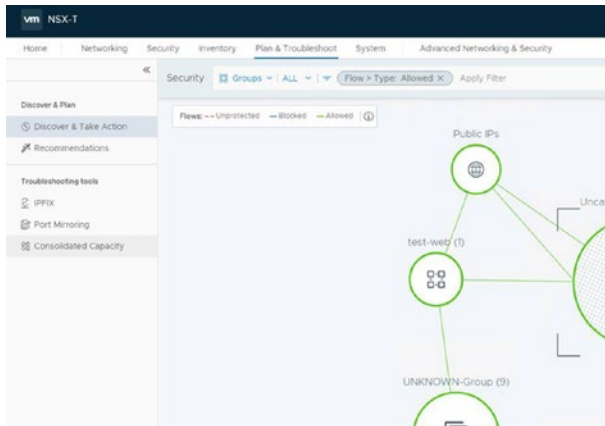 vm NSX-T
Home Networking Security Inventory Plan & Troubleshoot System Advanced Networking & Security
«
Security Groups ALL Flow > Type: Allowed X Apply Filter
Discover & Plan
Discover & Take Action
Recommendations
Troubleshooting tools
IPFIX
Port Mirroring
Consolidated Capacity
Flows: -- Unprotected — Blocked — Allowed
Public IPs
Unca
test-web (1)
UNKNOWN-Group (9)